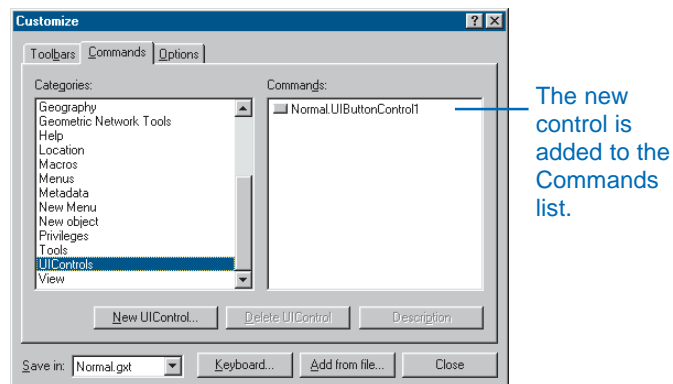 Customize
Toolbars Commands Options
Categories:
Commands:
Geography
Geometric Network Tools
Help
Location
Macros
Menus
Metadata
New Menu
New object
Privileges
Tools
UIControls
View
Normal.UIButtonControl1
The new
control is
added to the
Commands
list.
New UIControl... Delete UIControl Description
Save in: Normal.gxt Keyboard... Add from file... Close